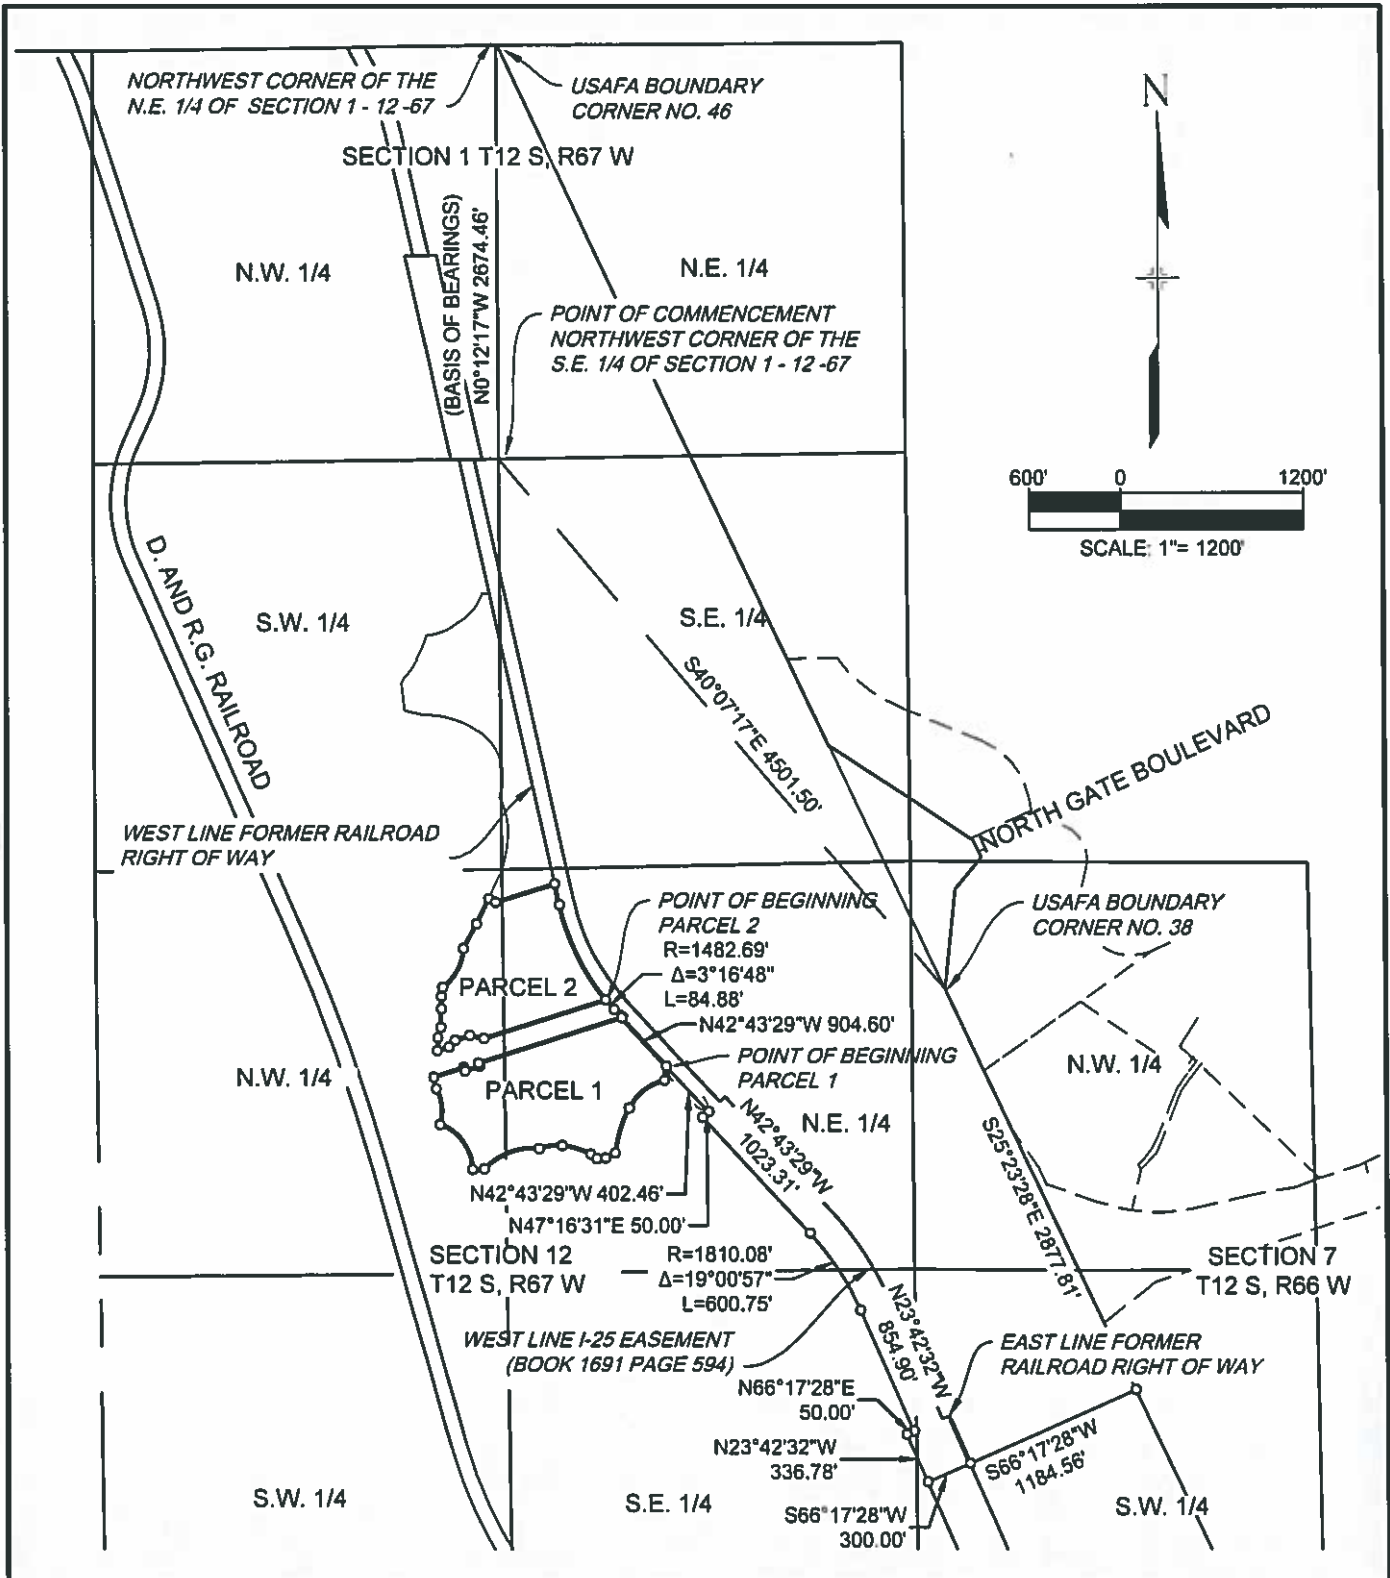 NORTHWEST CORNER OF THE
N.E. 1/4 OF SECTION 1 - 12 -67
USAFA BOUNDARY
CORNER NO. 46
N
SECTION 1 T12 S, R67 W
(BASIS OF BEARINGS)
N0°12'17"W 2674.46'
N.W. 1/4
N.E. 1/4
POINT OF COMMENCEMENT
NORTHWEST CORNER OF THE
S.E. 1/4 OF SECTION 1 - 12 -67
600' 0 1200'
SCALE: 1"= 1200'
D. AND R.G. RAILROAD
S.W. 1/4
S.E. 1/4
S40°07'17"E 4501.50'
NORTH GATE BOULEVARD
WEST LINE FORMER RAILROAD
RIGHT OF WAY
POINT OF BEGINNING
PARCEL 2
R=1482.69'
Δ=3°16'48"
L=84.88'
N42°43'29"W 904.60'
USAFA BOUNDARY
CORNER NO. 38
PARCEL 2
POINT OF BEGINNING
PARCEL 1
N.W. 1/4
PARCEL 1
N.W. 1/4
N42°43'29"W
1023.31'
N.E. 1/4
S25°23'28"E 2877.81'
N42°43'29"W 402.46'
N47°16'31"E 50.00'
SECTION 12
T12 S, R67 W
R=1810.08'
Δ=19°00'57"
L=600.75'
SECTION 7
T12 S, R66 W
WEST LINE I-25 EASEMENT
(BOOK 1691 PAGE 594)
N23°42'32"W
854.90'
EAST LINE FORMER
RAILROAD RIGHT OF WAY
N66°17'28"E
50.00'
N23°42'32"W
336.78'
S66°17'28"W
1184.56'
S.W. 1/4
S.E. 1/4
S66°17'28"W
300.00'
S.W. 1/4